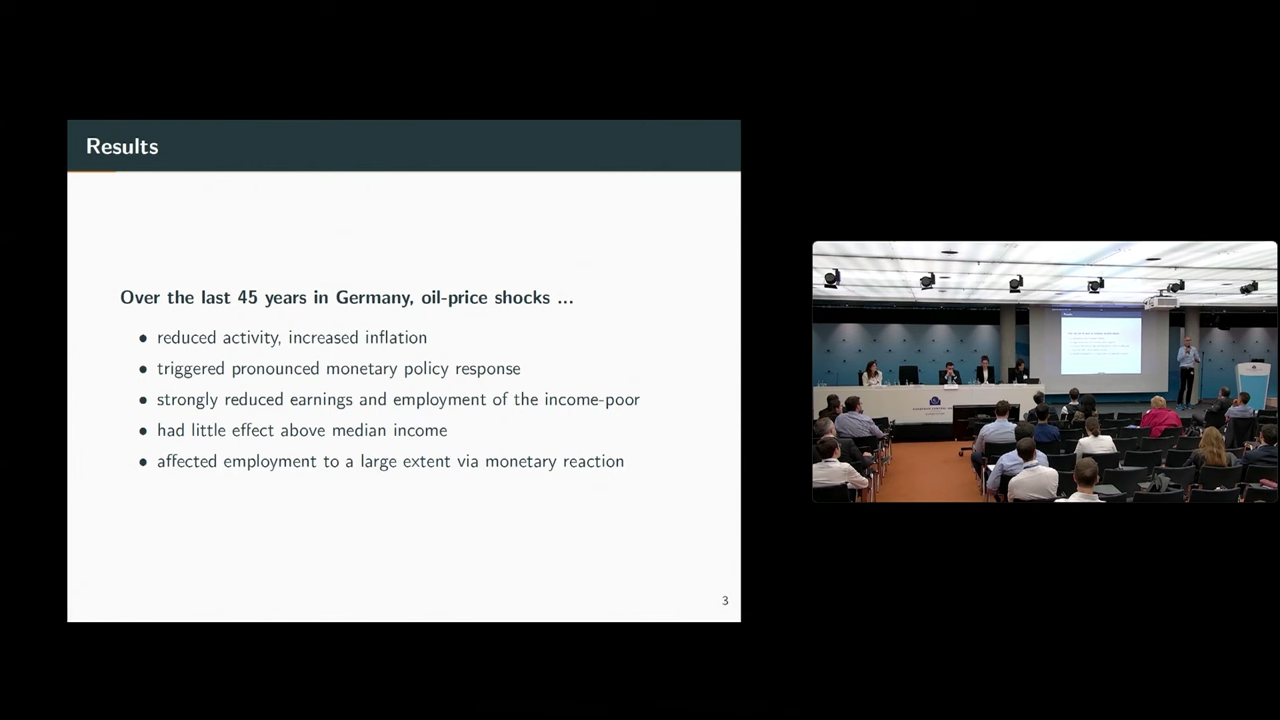 Results
Over the last 45 years in Germany, oil-price shocks ...
• reduced activity, increased inflation
• triggered pronounced monetary policy response
• strongly reduced earnings and employment of the income-poor
• had little effect above median income
• affected employment to a large extent via monetary reaction
3
Results